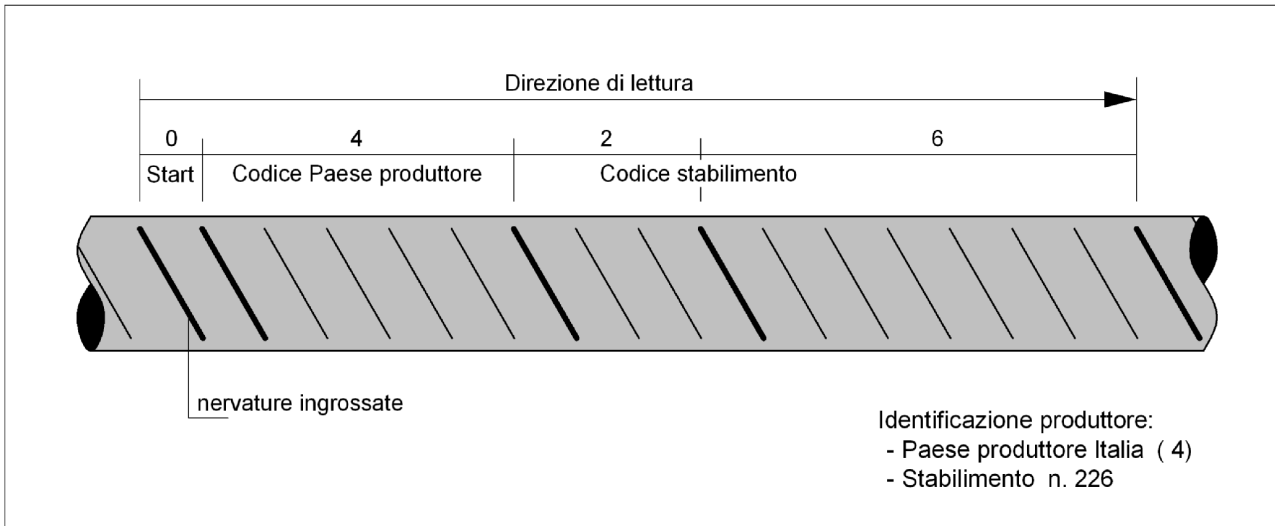 Direzione di lettura
0 4 2 6
Start Codice Paese produttore Codice stabilimento
nervature ingrossate
Identificazione produttore:
- Paese produttore Italia ( 4)
- Stabilimento n. 226